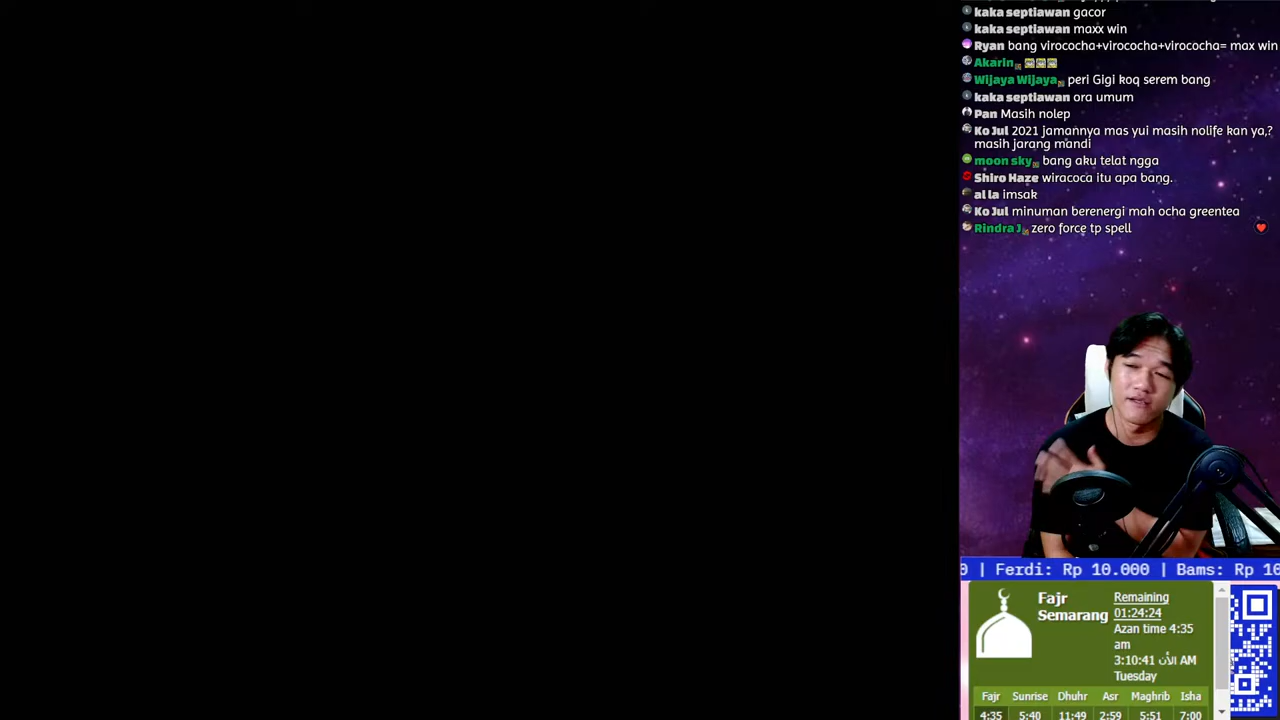 kaka septiawan gacor
kaka septiawan maxx win
Ryan bang virococha+virococha+virococha= max win
Akarin
Wijaya Wijaya peri Gigi koq serem bang
kaka septiawan ora umum
Pan Masih nolep
Ko Jul 2021 jamannya mas yui masih nolife kan ya,?
masih jarang mandi
moon sky bang aku telat ngga
Shiro Haze wiracoca itu apa bang.
al la imsak
Ko Jul minuman berenergi mah ocha greentea
Rindra J zero force tp spell
0 | Ferdi: Rp 10.000 | Bams: Rp 10
Fajr
Semarang
Remaining
01:24:24
Azan time 4:35
am
3:10:41 الآن AM
Tuesday
Fajr Sunrise Dhuhr Asr Maghrib Isha
4:35 5:40 11:49 2:59 5:51 7:00